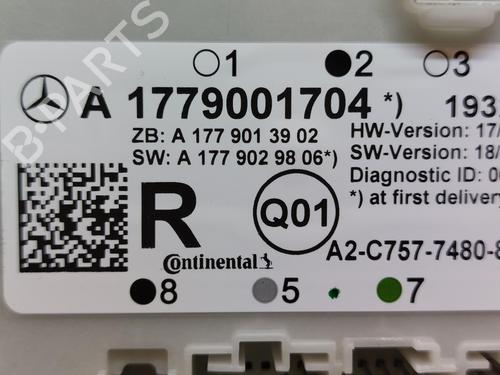 1 2 3
A 1779001704 *) 193
ZB: A 177 901 39 02
HW-Version: 17/
SW: A 177 902 98 06*)
SW-Version: 18/
Diagnostic ID: 0
*) at first delivery
R
Q01
Continental
A2-C757-7480-
8 5 7
B-PARTS